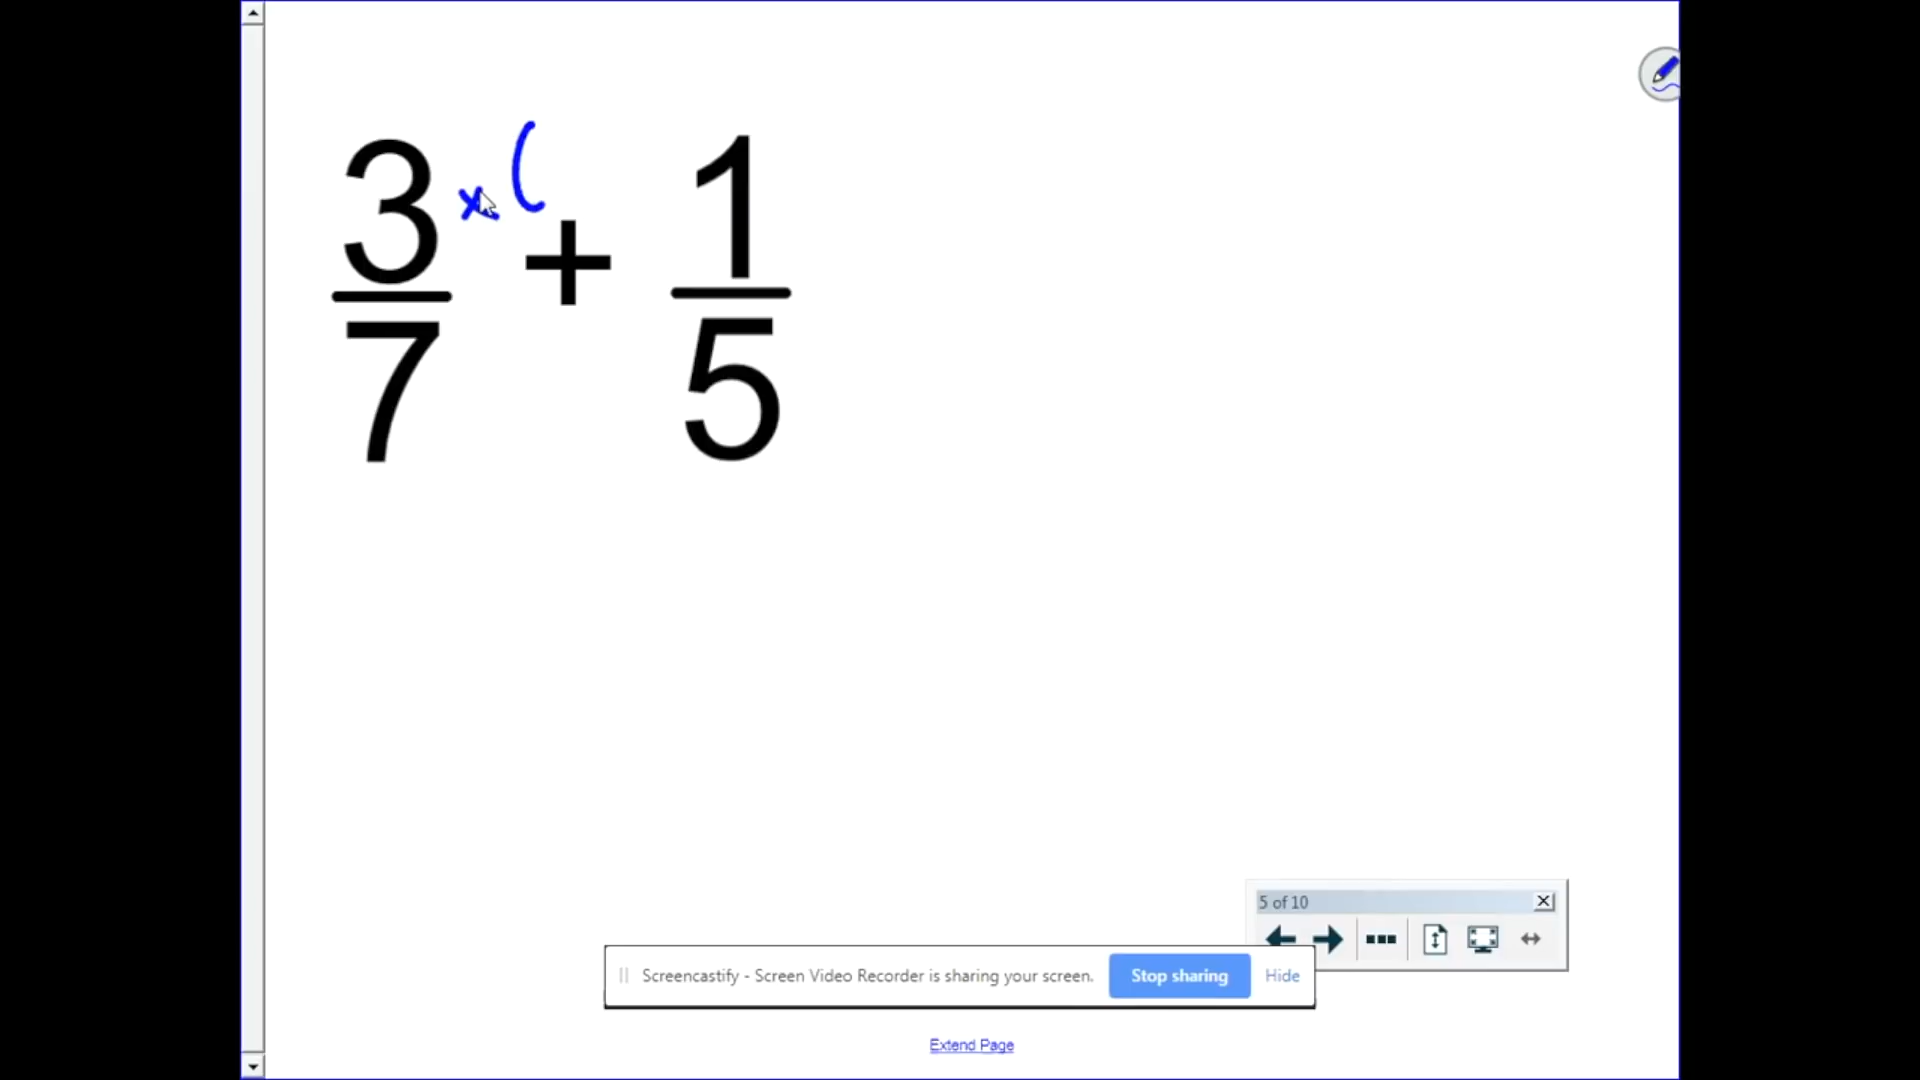 3/7 x ( + 1/5
5 of 10
Screencastify - Screen Video Recorder is sharing your screen. Stop sharing Hide
Extend Page